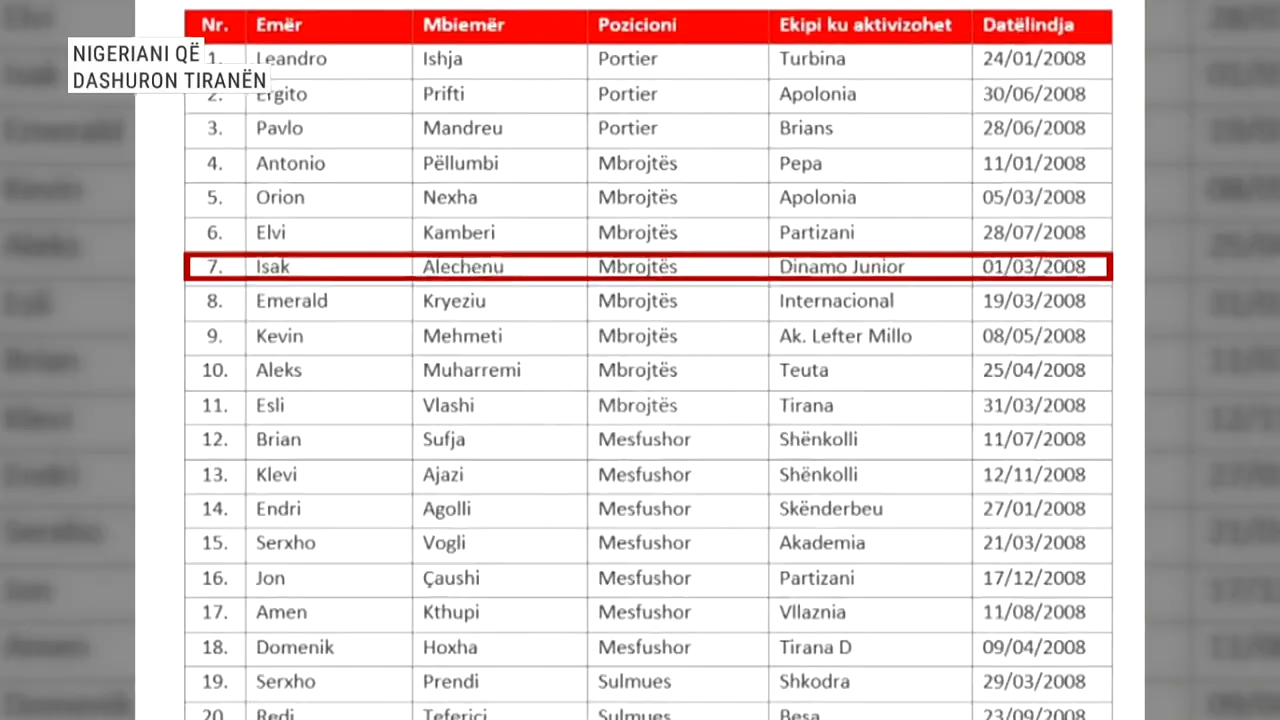 Nr. Emër Mbiemër Pozicioni Ekipi ku aktivizohet Datëlindja
NIGERIANI QË
DASHURON TIRANËN
1. Leandro Ishja Portier Turbina 24/01/2008
2. Ergito Prifti Portier Apolonia 30/06/2008
3. Pavlo Mandreu Portier Brians 28/06/2008
4. Antonio Pëllumbi Mbrojtës Pepa 11/01/2008
5. Orion Nexha Mbrojtës Apolonia 05/03/2008
6. Elvi Kamberi Mbrojtës Partizani 28/07/2008
7. Isak Alechenu Mbrojtës Dinamo Junior 01/03/2008
8. Emerald Kryeziu Mbrojtës Internacional 19/03/2008
9. Kevin Mehmeti Mbrojtës Ak. Lefter Millo 08/05/2008
10. Aleks Muharremi Mbrojtës Teuta 25/04/2008
11. Esli Vlashi Mbrojtës Tirana 31/03/2008
12. Brian Sufja Mesfushor Shënkolli 11/07/2008
13. Klevi Ajazi Mesfushor Shënkolli 12/11/2008
14. Endri Agolli Mesfushor Skënderbeu 27/01/2008
15. Serxho Vogli Mesfushor Akademia 21/03/2008
16. Jon Çaushi Mesfushor Partizani 17/12/2008
17. Amen Kthupi Mesfushor Vllaznia 11/08/2008
18. Domenik Hoxha Mesfushor Tirana D 09/04/2008
19. Serxho Prendi Sulmues Shkodra 29/03/2008
20. Redi Teferici Sulmues Besa 23/09/2008